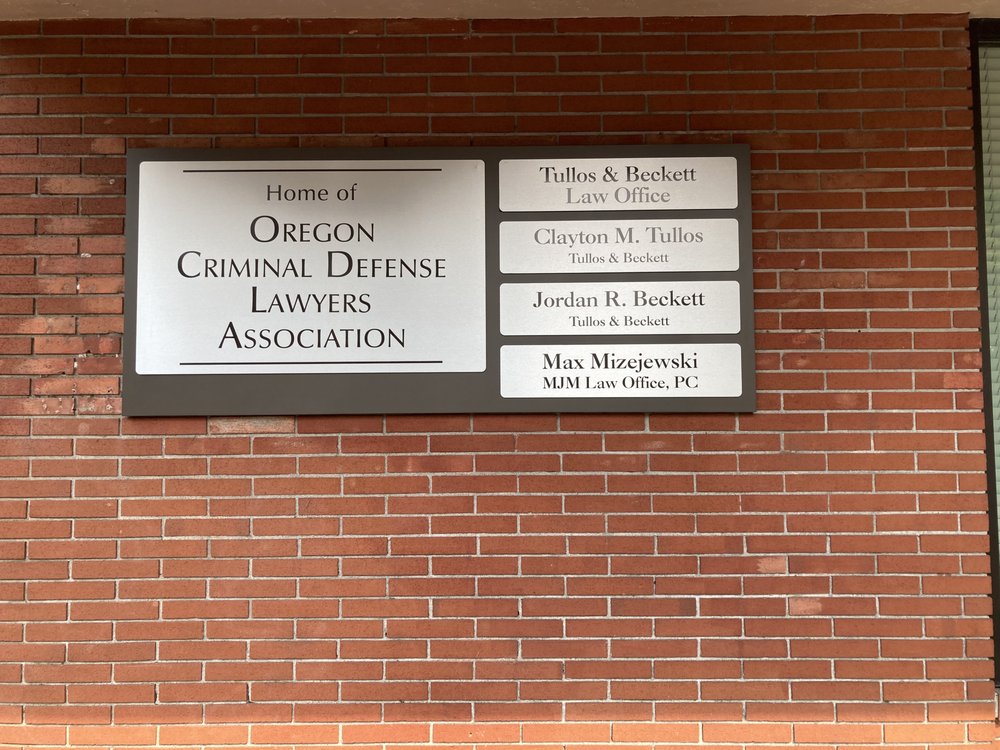 Home of
Oregon
Criminal Defense
Lawyers
Association
Tullos & Beckett
Law Office
Clayton M. Tullos
Tullos & Beckett
Jordan R. Beckett
Tullos & Beckett
Max Mizejewski
MJM Law Office, PC